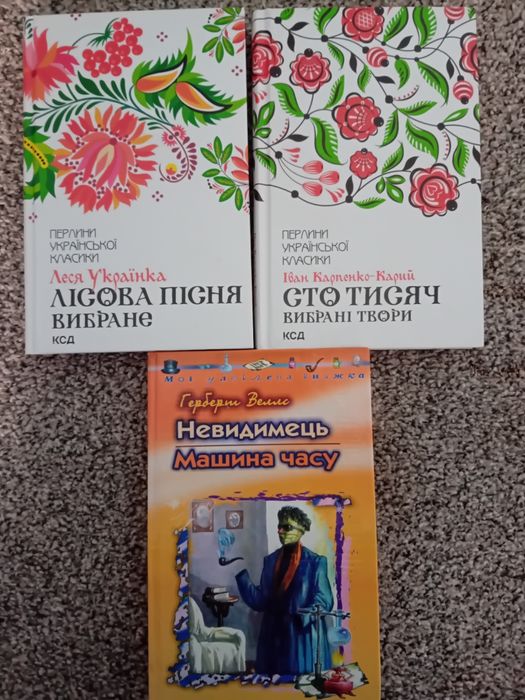 ПЕРЛИНИ
УКРАЇНСЬКОЇ
КЛАСИКИ
Леся Українка
ЛІСОВА ПІСНЯ
ВИБРАНЕ
КСД
ПЕРЛИНИ
УКРАЇНСЬКОЇ
КЛАСИКИ
Іван Карпенко-Карий
СТО ТИСЯЧ
ВИБРАНІ ТВОРИ
КСД
Моя улюблена книжка
Герберт Веллс
Невидимець
Машина часу